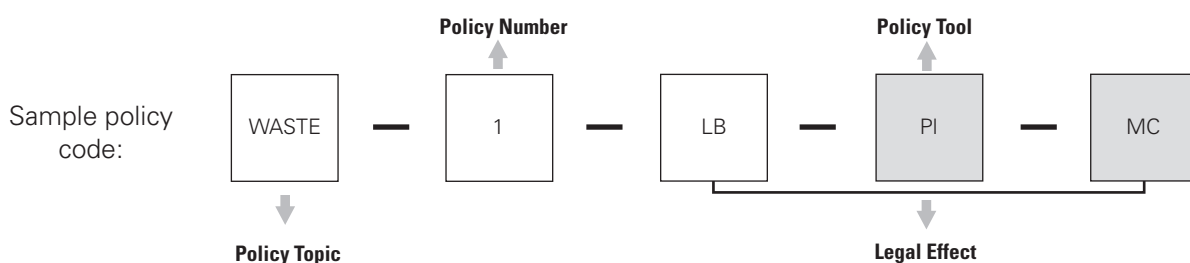 Policy Number
Policy Tool
Sample policy
code:
WASTE — 1 — LB — PI — MC
Policy Topic
Legal Effect